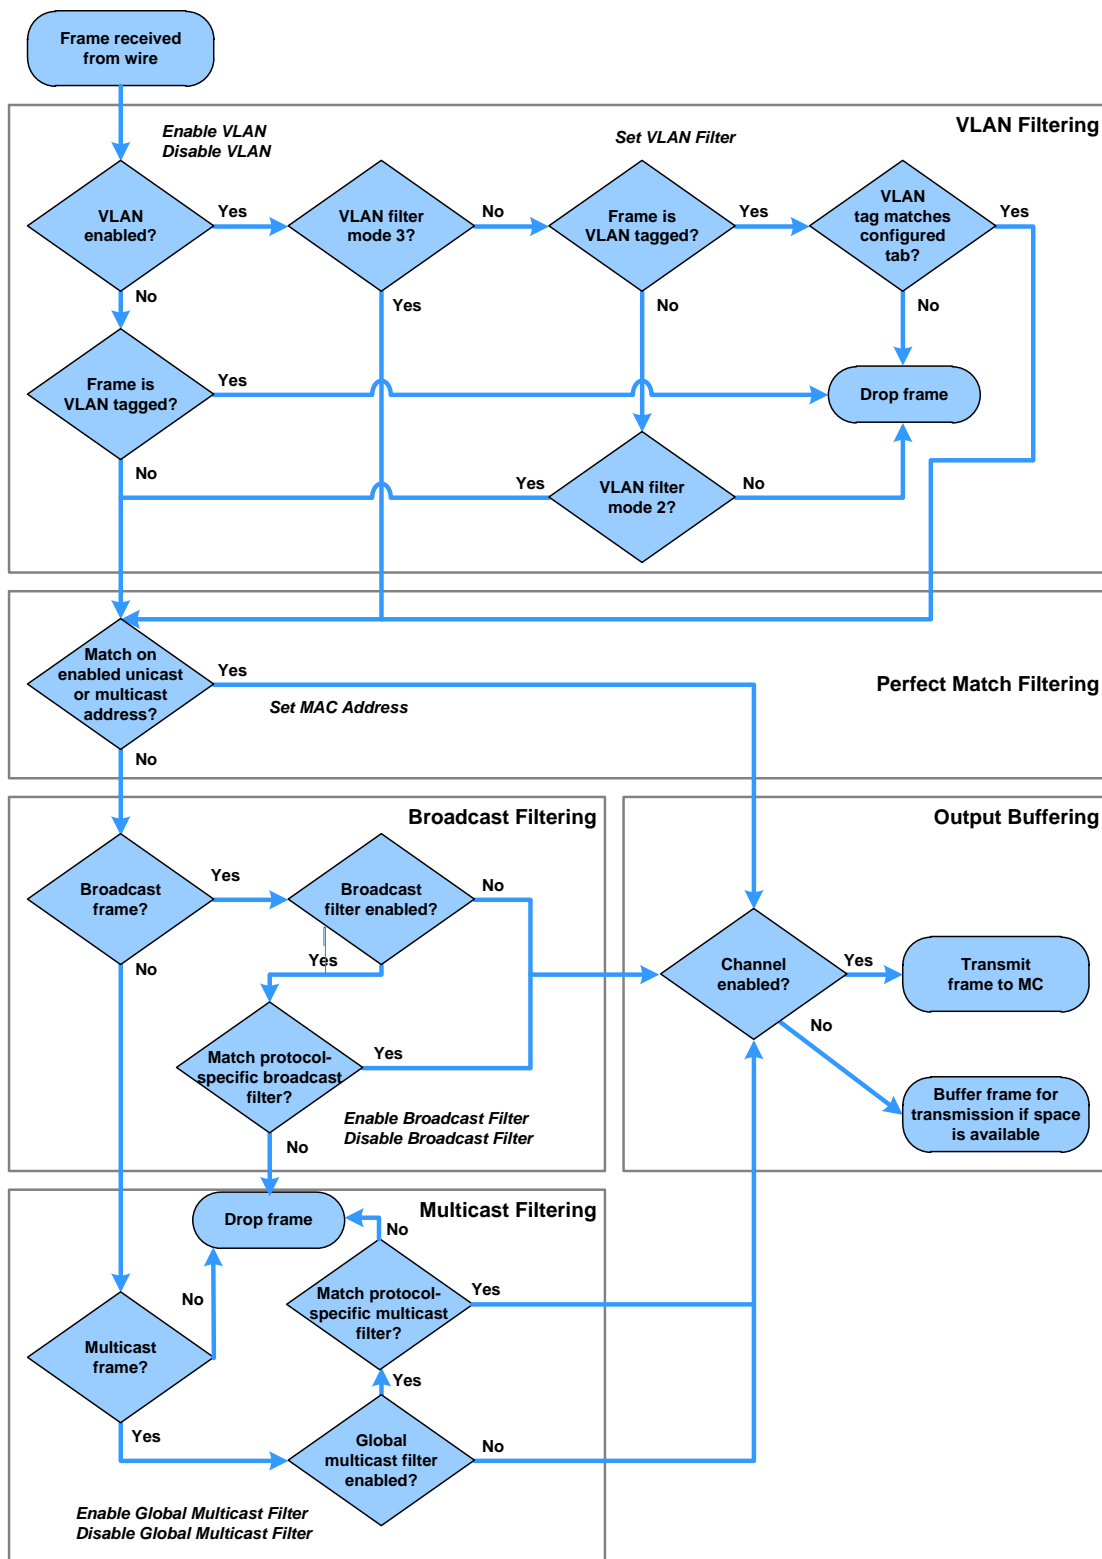 Frame received
from wire
VLAN Filtering
Enable VLAN
Disable VLAN
Set VLAN Filter
VLAN
enabled?
Yes
VLAN filter
mode 3?
No
Frame is
VLAN tagged?
Yes
VLAN
tag matches
configured
tab?
Yes
No
Yes
No
No
Frame is
VLAN tagged?
Yes
Drop frame
No
Yes
VLAN filter
mode 2?
No
Match on
enabled unicast
or multicast
address?
Yes
Set MAC Address
Perfect Match Filtering
No
Broadcast Filtering
Output Buffering
Broadcast
frame?
Yes
Broadcast
filter enabled?
No
No
Yes
Channel
enabled?
Yes
Transmit
frame to MC
No
Match protocol-
specific broadcast
filter?
Yes
Buffer frame for
transmission if space
is available
Enable Broadcast Filter
Disable Broadcast Filter
No
Multicast Filtering
Drop frame
No
No
Match protocol-
specific multicast
filter?
Yes
Multicast
frame?
Yes
Yes
Global
multicast filter
enabled?
No
Enable Global Multicast Filter
Disable Global Multicast Filter